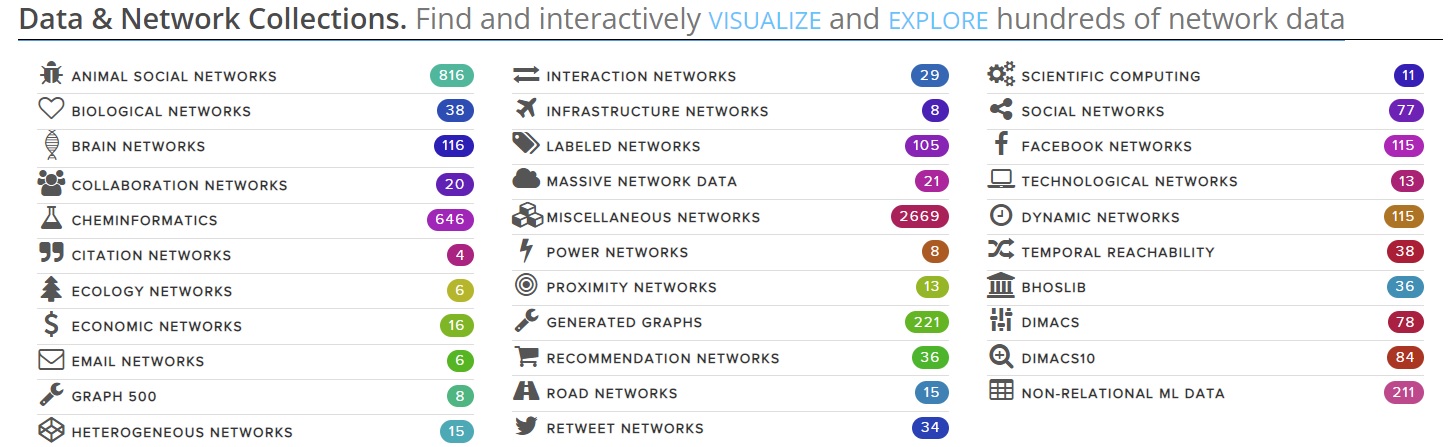 Data & Network Collections. Find and interactively VISUALIZE and EXPLORE hundreds of network data
ANIMAL SOCIAL NETWORKS 816
BIOLOGICAL NETWORKS 38
BRAIN NETWORKS 116
COLLABORATION NETWORKS 20
CHEMINFORMATICS 646
CITATION NETWORKS 4
ECOLOGY NETWORKS 6
ECONOMIC NETWORKS 16
EMAIL NETWORKS 6
GRAPH 500 8
HETEROGENEOUS NETWORKS 15
INTERACTION NETWORKS 29
INFRASTRUCTURE NETWORKS 8
LABELED NETWORKS 105
MASSIVE NETWORK DATA 21
MISCELLANEOUS NETWORKS 2669
POWER NETWORKS 8
PROXIMITY NETWORKS 13
GENERATED GRAPHS 221
RECOMMENDATION NETWORKS 36
ROAD NETWORKS 15
RETWEET NETWORKS 34
SCIENTIFIC COMPUTING 11
SOCIAL NETWORKS 77
FACEBOOK NETWORKS 115
TECHNOLOGICAL NETWORKS 13
DYNAMIC NETWORKS 115
TEMPORAL REACHABILITY 38
BHOSLIB 36
DIMACS 78
DIMACS10 84
NON-RELATIONAL ML DATA 211